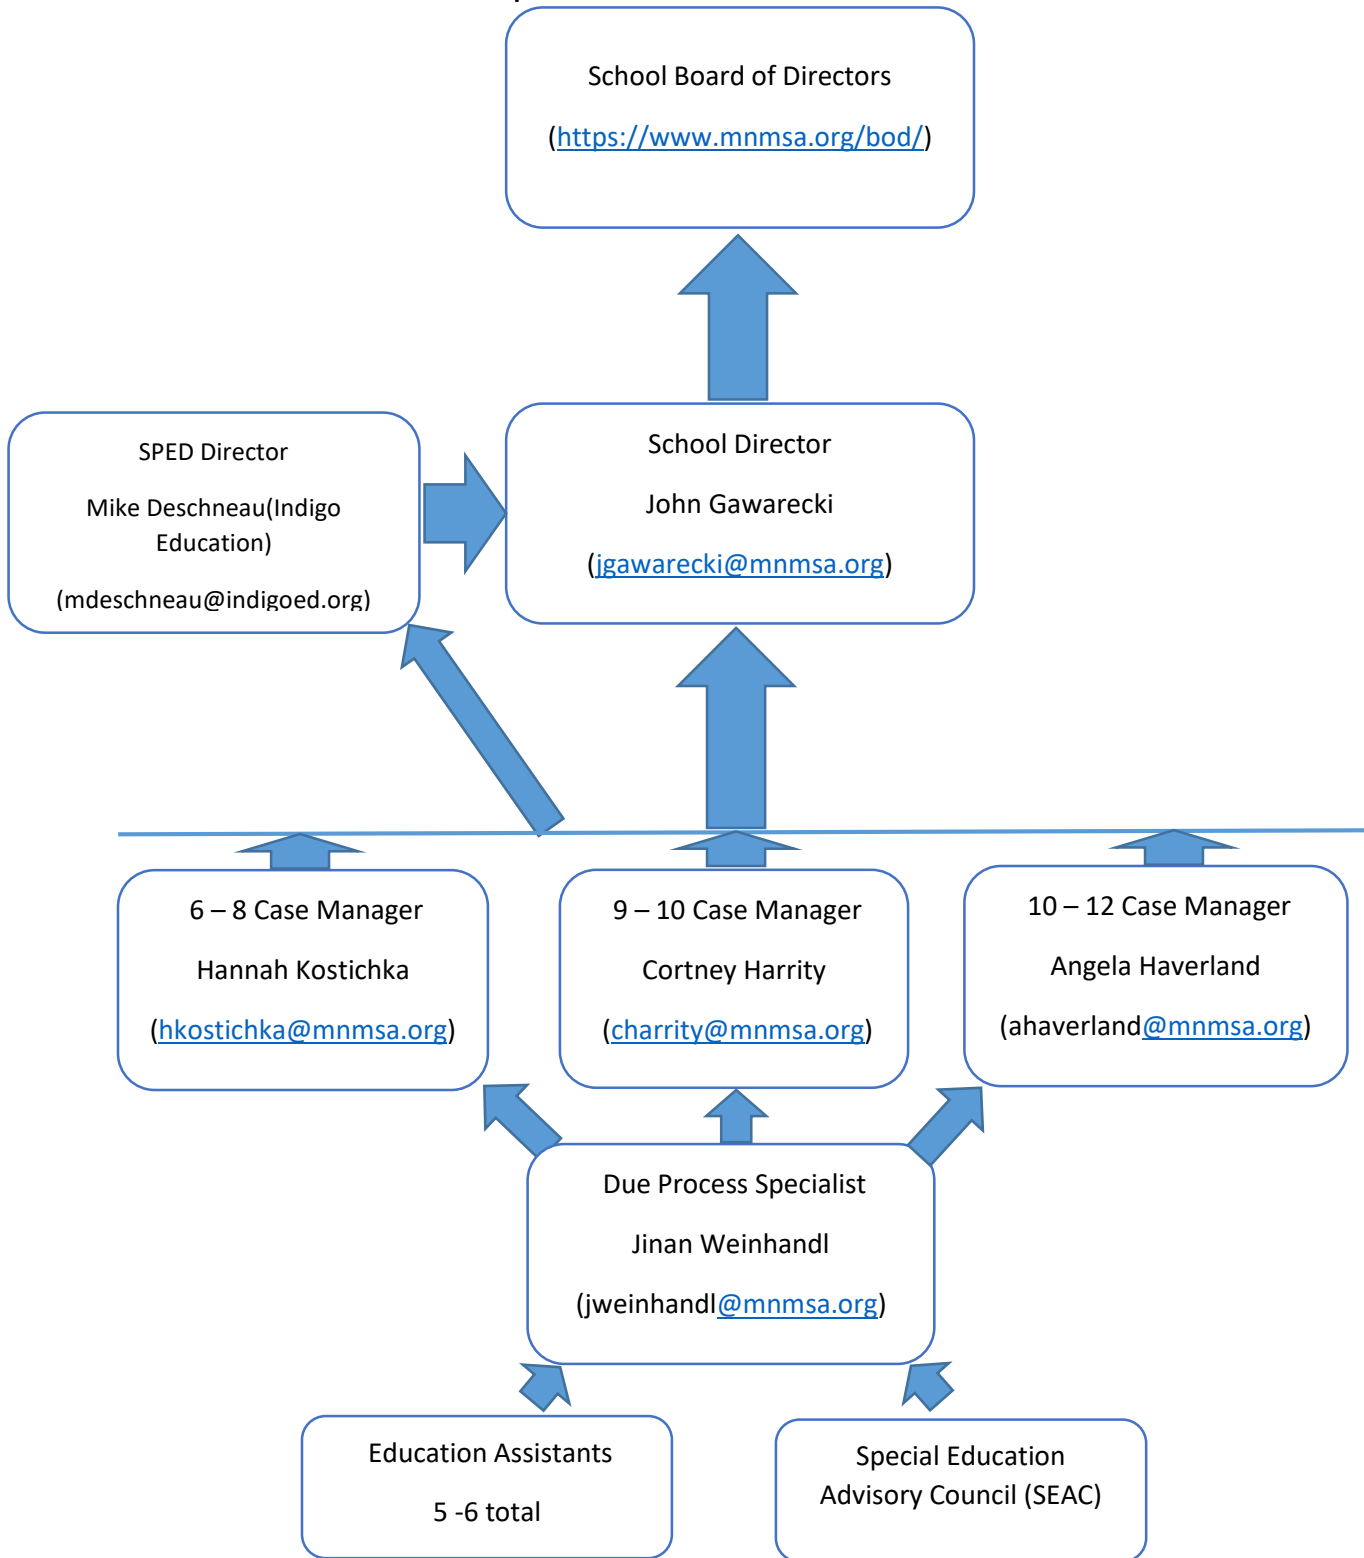 School Board of Directors
(https://www.mnmsa.org/bod/)
SPED Director
Mike Deschneau(Indigo
Education)
(mdeschneau@indigoed.org)
School Director
John Gawarecki
(jgawarecki@mnmsa.org)
6 – 8 Case Manager
Hannah Kostichka
(hkostichka@mnmsa.org)
9 – 10 Case Manager
Cortney Harrity
(charrity@mnmsa.org)
10 – 12 Case Manager
Angela Haverland
(ahaverland@mnmsa.org)
Due Process Specialist
Jinan Weinhandl
(jweinhandl@mnmsa.org)
Education Assistants
5 -6 total
Special Education
Advisory Council (SEAC)